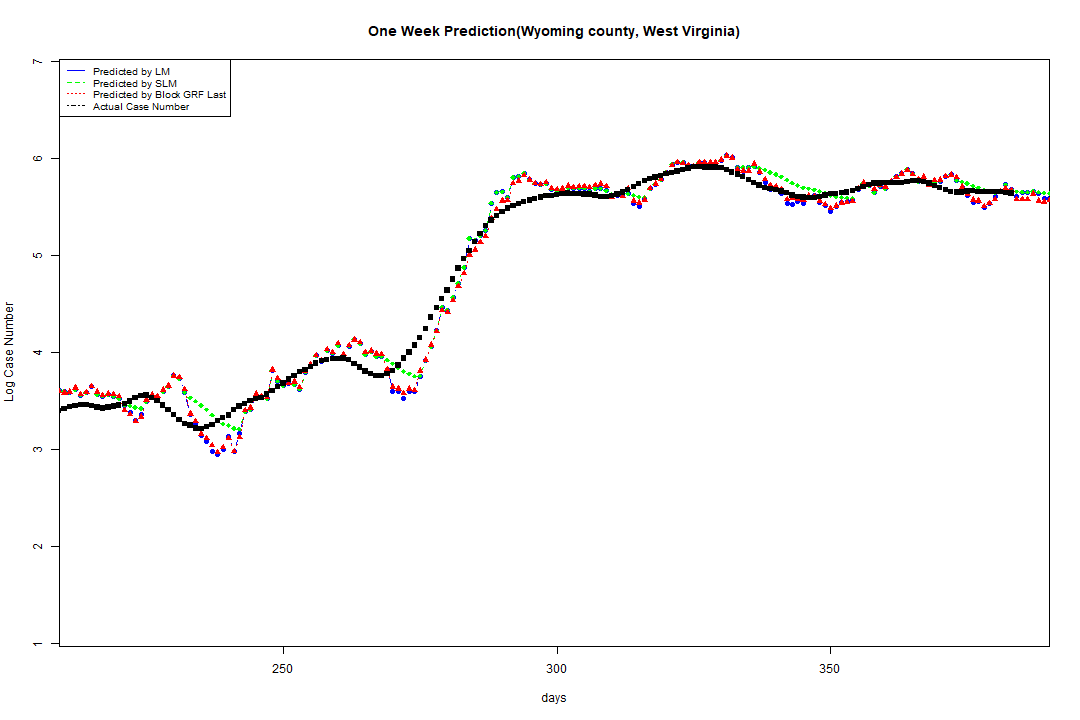 One Week Prediction(Wyoming county, West Virginia)
Predicted by LM
Predicted by SLM
Predicted by Block GRF Last
Actual Case Number
7
6
5
4
3
2
1
Log Case Number
250 300 350
days